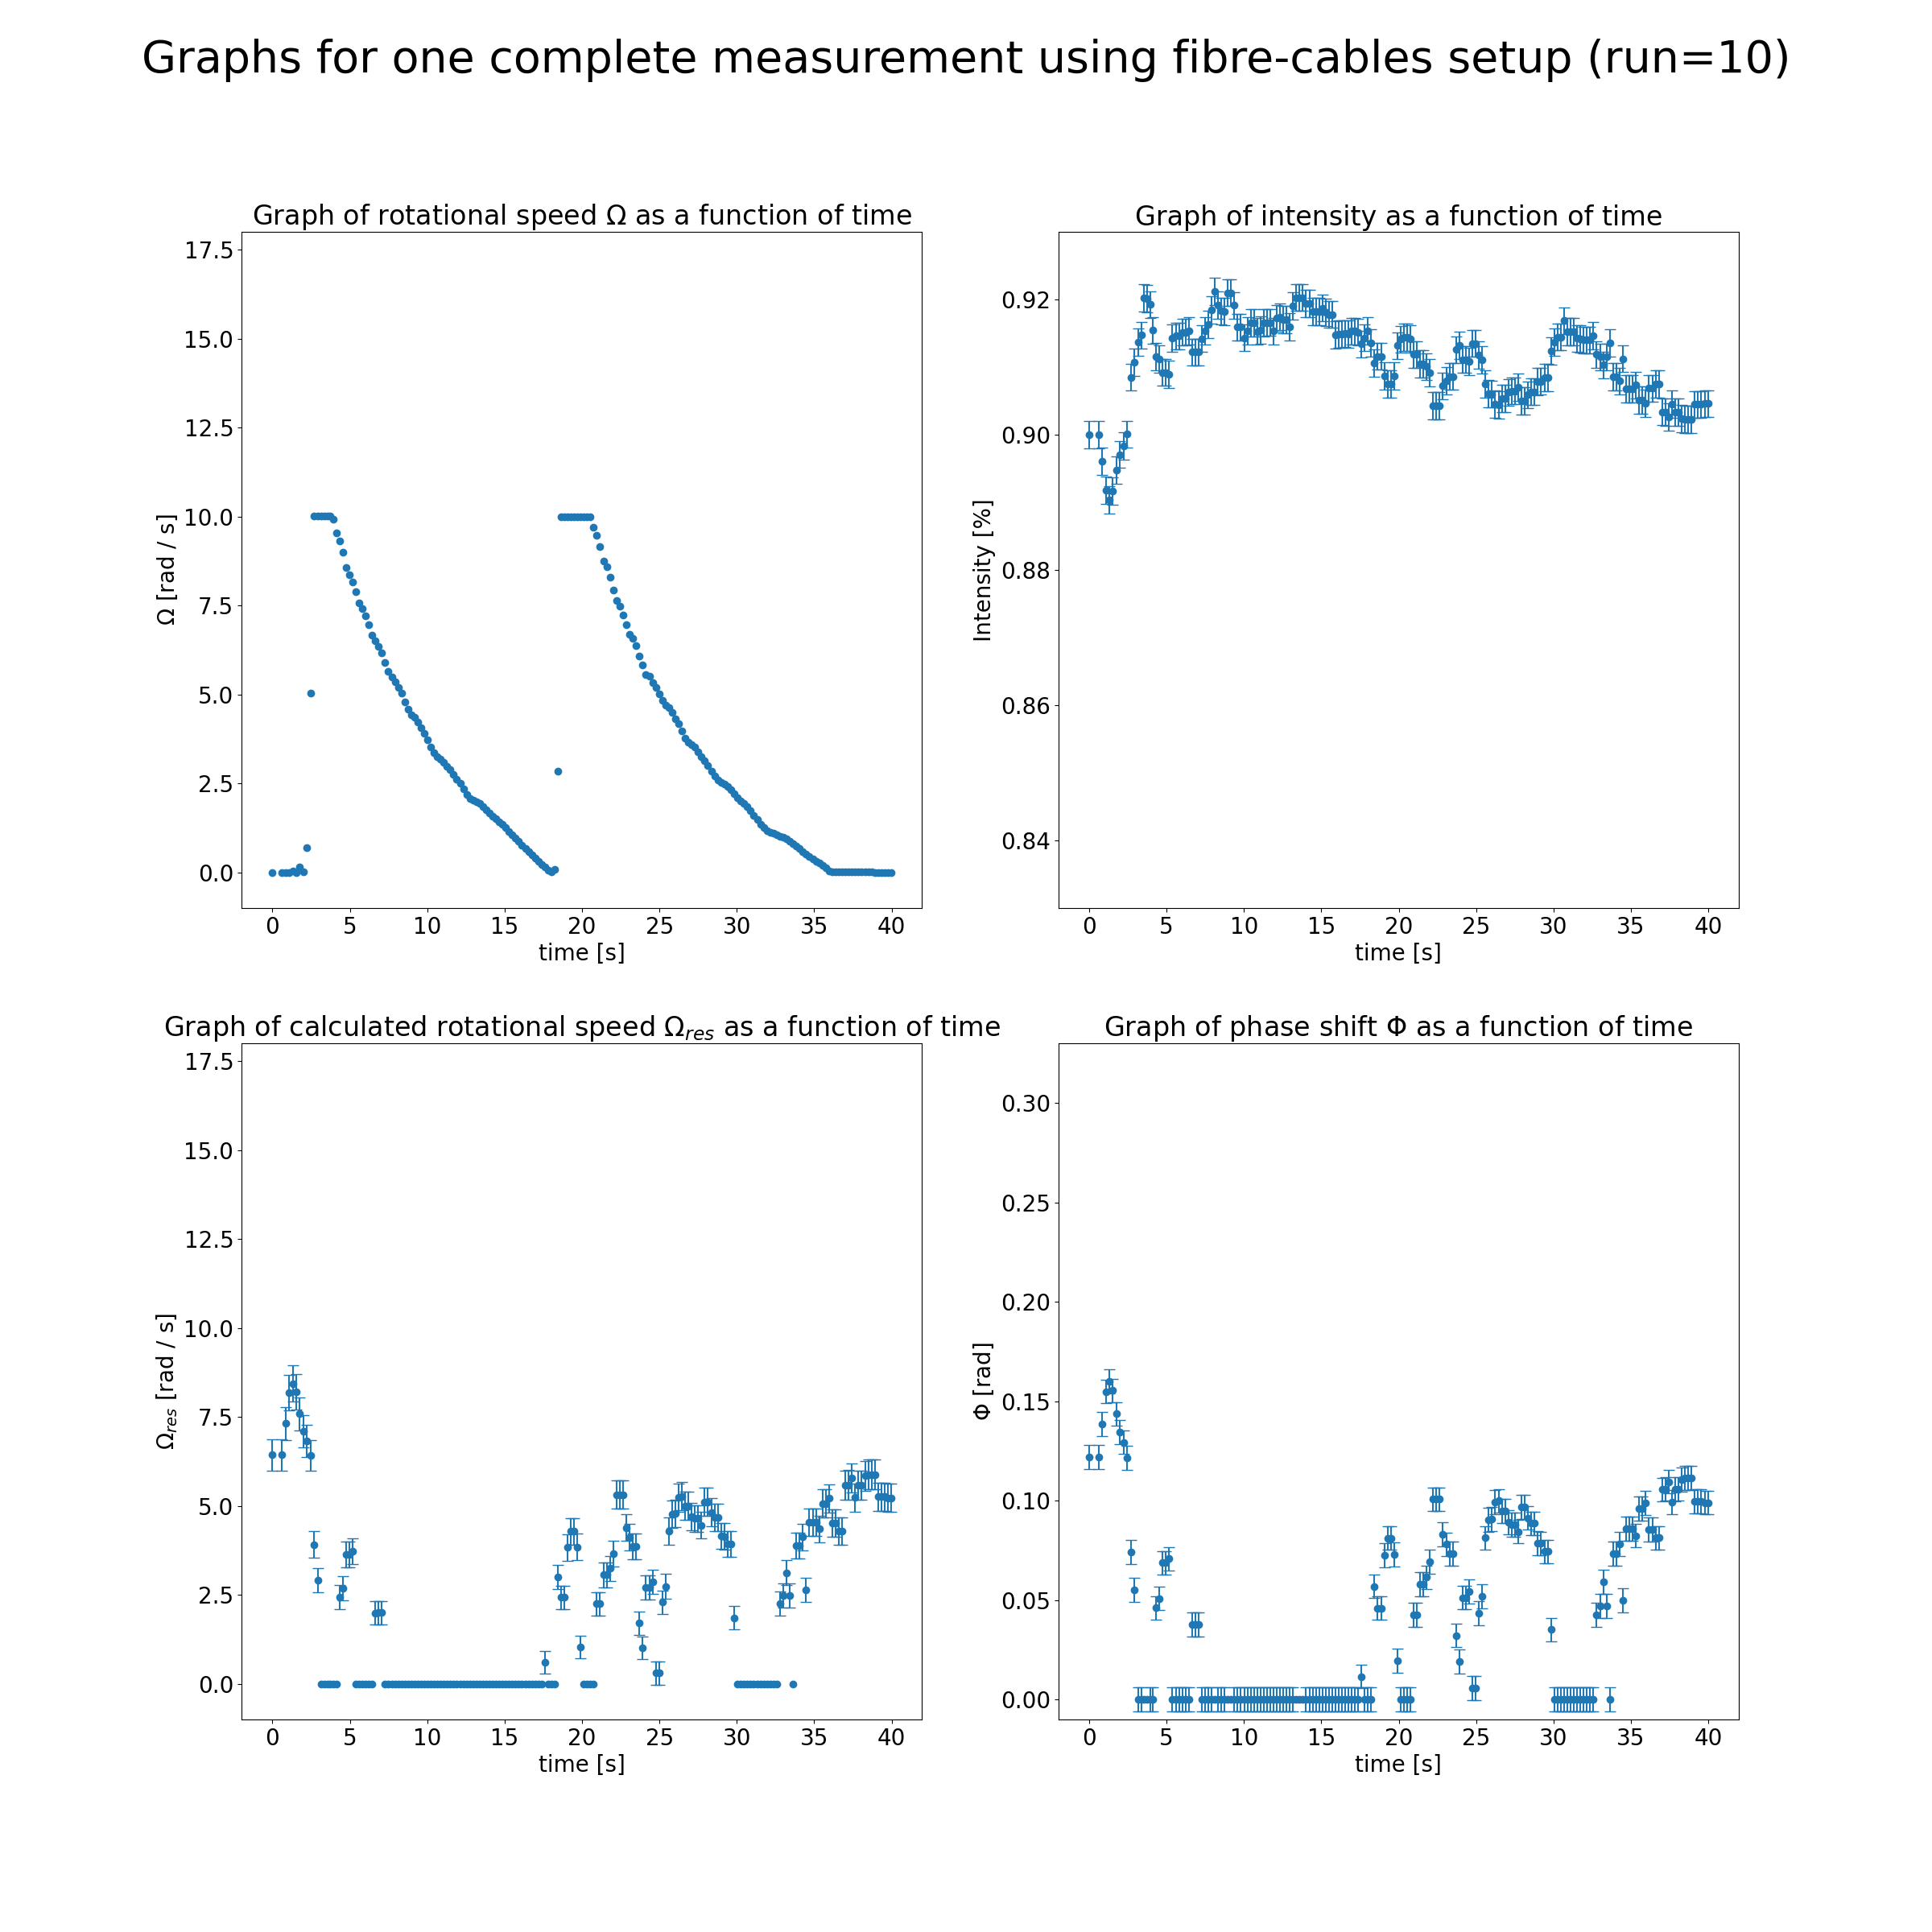 Graphs for one complete measurement using fibre-cables setup (run=10)
Graph of rotational speed Ω as a function of time
17.5
15.0
12.5
10.0
7.5
5.0
2.5
0.0
Ω [rad / s]
0 5 10 15 20 25 30 35 40
time [s]
Graph of intensity as a function of time
0.92
0.90
0.88
0.86
0.84
Intensity [%]
0 5 10 15 20 25 30 35 40
time [s]
Graph of calculated rotational speed Ω_res as a function of time
17.5
15.0
12.5
10.0
7.5
5.0
2.5
0.0
Ω_res [rad / s]
0 5 10 15 20 25 30 35 40
time [s]
Graph of phase shift Φ as a function of time
0.30
0.25
0.20
0.15
0.10
0.05
0.00
Φ [rad]
0 5 10 15 20 25 30 35 40
time [s]